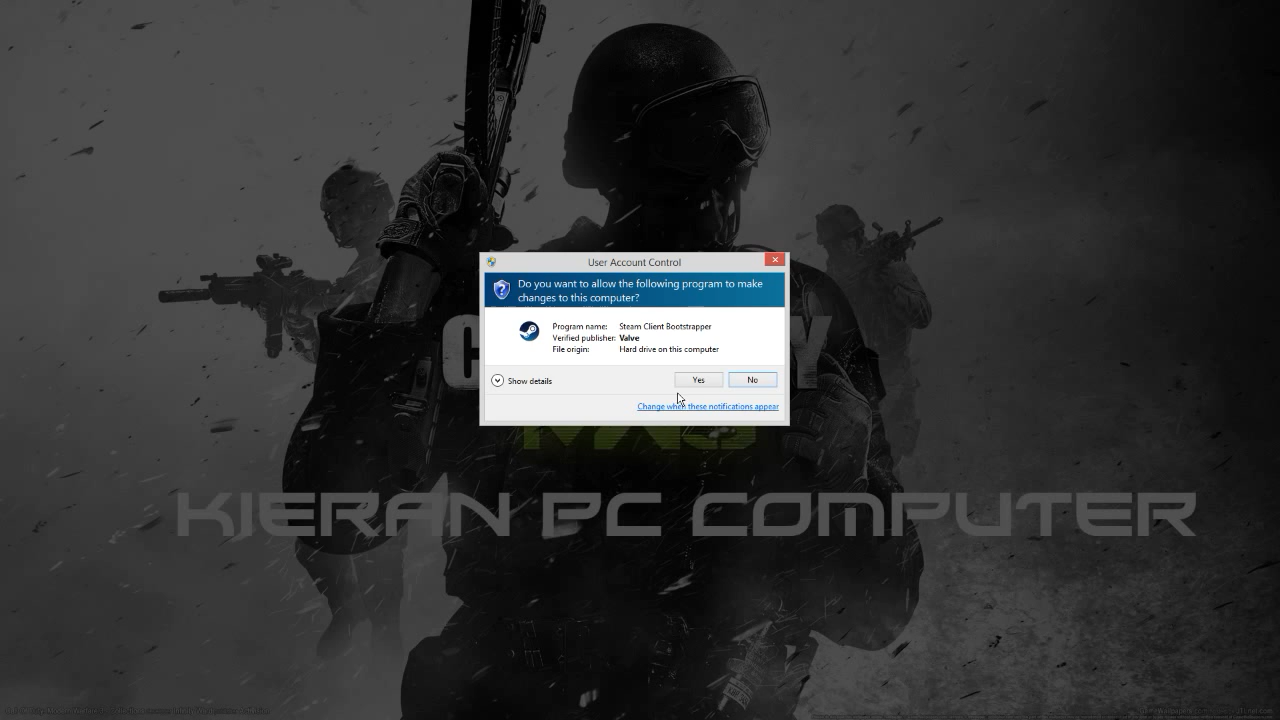 User Account Control
Do you want to allow the following program to make
changes to this computer?
Program name: Steam Client Bootstrapper
Verified publisher: Valve
File origin: Hard drive on this computer
Show details
Yes
No
Change when these notifications appear
MW3
KIERAN PC COMPUTER